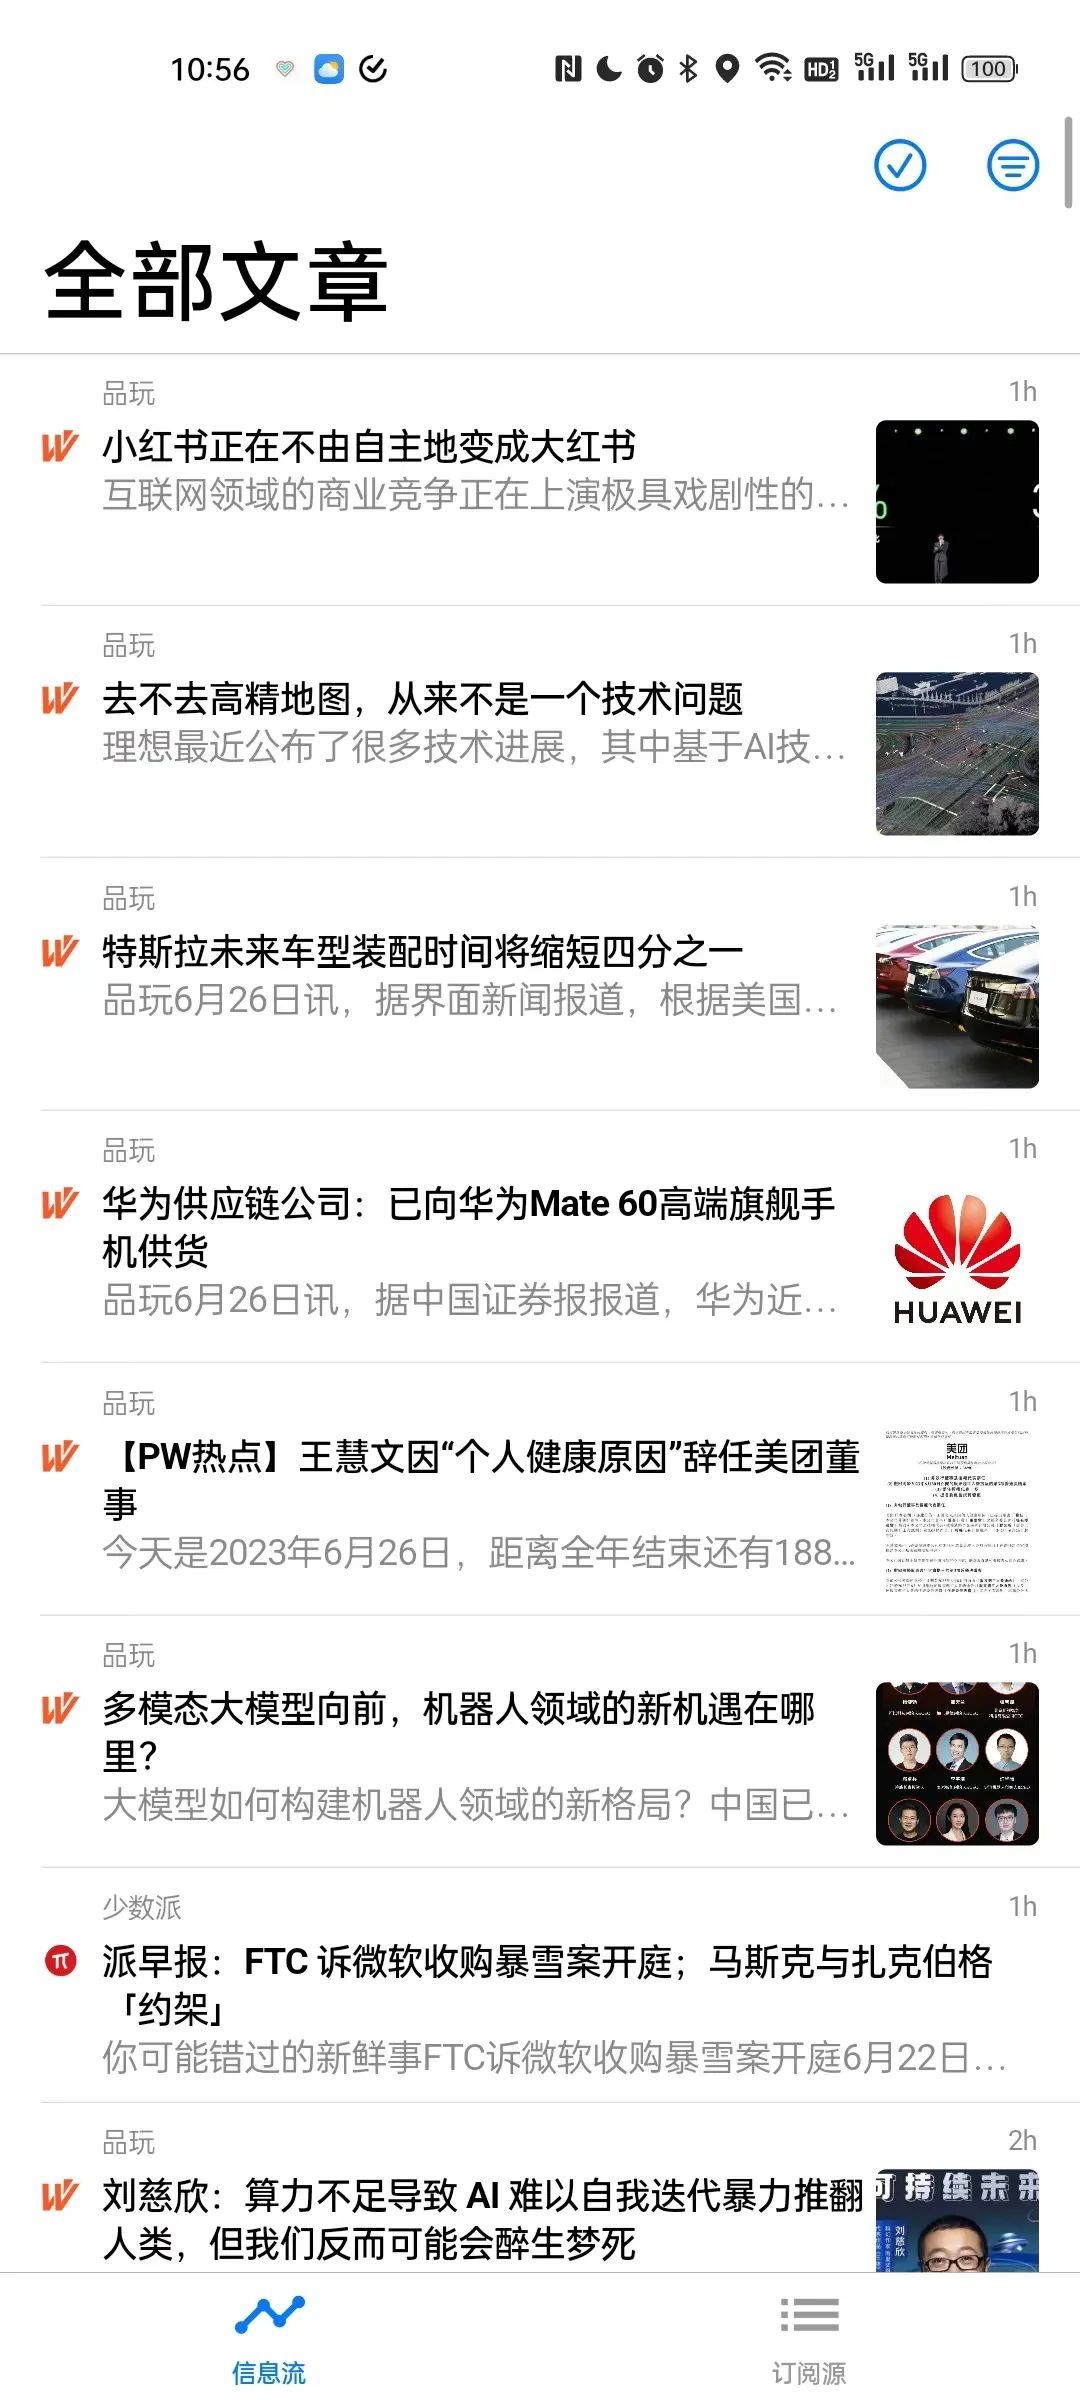 10:56
HD 1 2 5G 5G 100
全部文章
品玩 1h
小红书正在不由自主地变成大红书
互联网领域的商业竞争正在上演极具戏剧性的...
品玩 1h
去不去高精地图，从来不是一个技术问题
理想最近公布了很多技术进展，其中基于AI技...
品玩 1h
特斯拉未来车型装配时间将缩短四分之一
品玩6月26日讯，据界面新闻报道，根据美国...
品玩 1h
华为供应链公司：已向华为Mate 60高端旗舰手
机供货
品玩6月26日讯，据中国证券报报道，华为近...
HUAWEI
品玩 1h
【PW热点】王慧文因“个人健康原因”辞任美团董
事
今天是2023年6月26日，距离全年结束还有188...
美团
Meituan
品玩 1h
多模态大模型向前，机器人领域的新机遇在哪
里？
大模型如何构建机器人领域的新格局？中国已...
少数派 1h
派早报：FTC 诉微软收购暴雪案开庭；马斯克与扎克伯格
「约架」
你可能错过的新鲜事FTC诉微软收购暴雪案开庭6月22日...
品玩 2h
刘慈欣：算力不足导致 AI 难以自我迭代暴力推翻
人类，但我们反而可能会醉生梦死
可持续未来
刘慈欣
信息流
订阅源